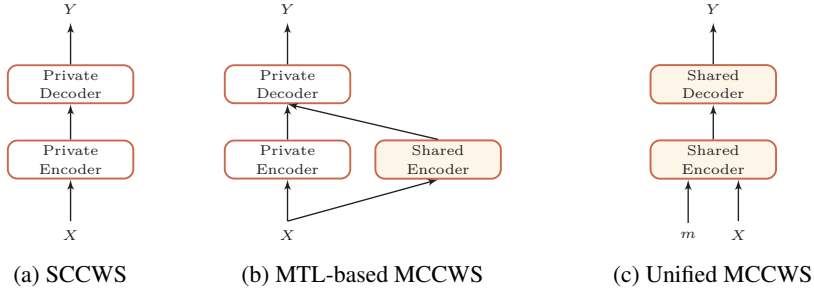 Y
Private
Decoder
Private
Encoder
X
(a) SCCWS
Y
Private
Decoder
Private
Encoder
Shared
Encoder
X
(b) MTL-based MCCWS
Y
Shared
Decoder
Shared
Encoder
m X
(c) Unified MCCWS